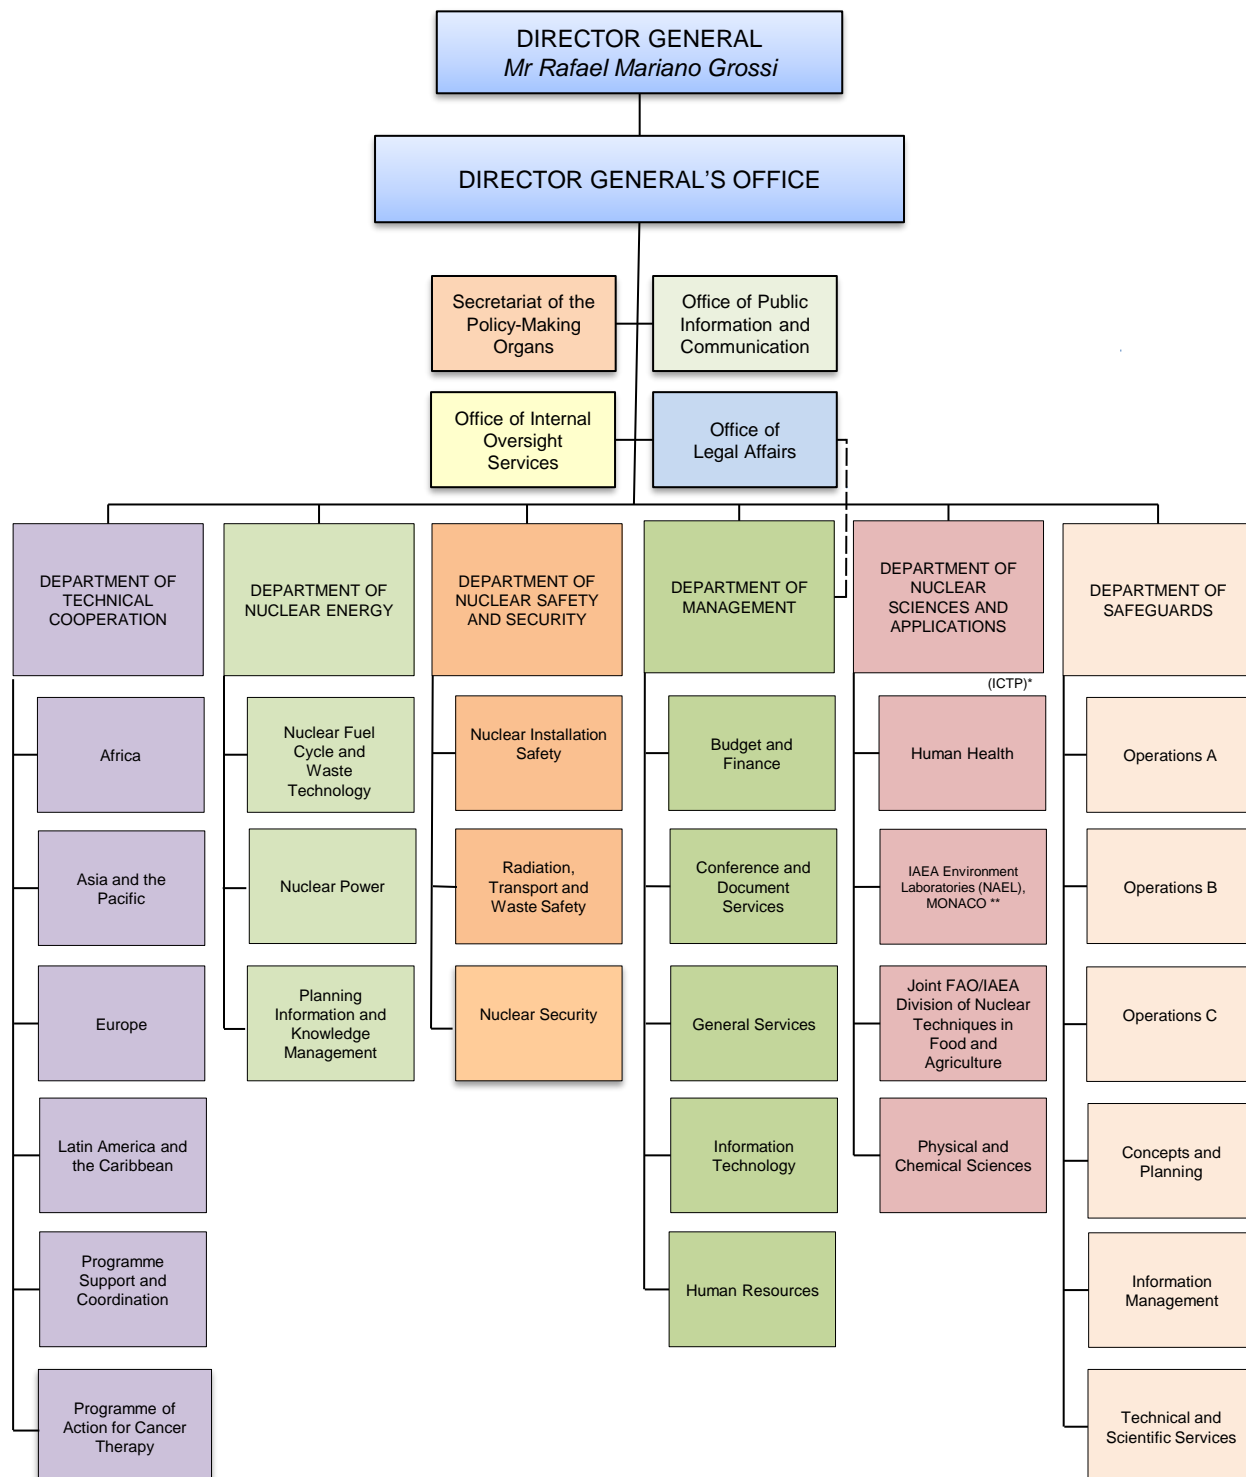 DIRECTOR GENERAL
Mr Rafael Mariano Grossi
DIRECTOR GENERAL’S OFFICE
Secretariat of the
Policy-Making
Organs
Office of Public
Information and
Communication
Office of Internal
Oversight
Services
Office of
Legal Affairs
DEPARTMENT OF
TECHNICAL
COOPERATION
Africa
Asia and the
Pacific
Europe
Latin America and
the Caribbean
Programme
Support and
Coordination
Programme of
Action for Cancer
Therapy
DEPARTMENT OF
NUCLEAR ENERGY
Nuclear Fuel
Cycle and
Waste
Technology
Nuclear Power
Planning
Information and
Knowledge
Management
DEPARTMENT OF
NUCLEAR SAFETY
AND SECURITY
Nuclear Installation
Safety
Radiation,
Transport and
Waste Safety
Nuclear Security
DEPARTMENT OF
MANAGEMENT
Budget and
Finance
Conference and
Document
Services
General Services
Information
Technology
Human Resources
DEPARTMENT OF
NUCLEAR
SCIENCES AND
APPLICATIONS
(ICTP)*
Human Health
IAEA Environment
Laboratories (NAEL),
MONACO **
Joint FAO/IAEA
Division of Nuclear
Techniques in
Food and
Agriculture
Physical and
Chemical Sciences
DEPARTMENT
OF SAFEGUARDS
Operations A
Operations B
Operations C
Concepts and
Planning
Information
Management
Technical and
Scientific Services